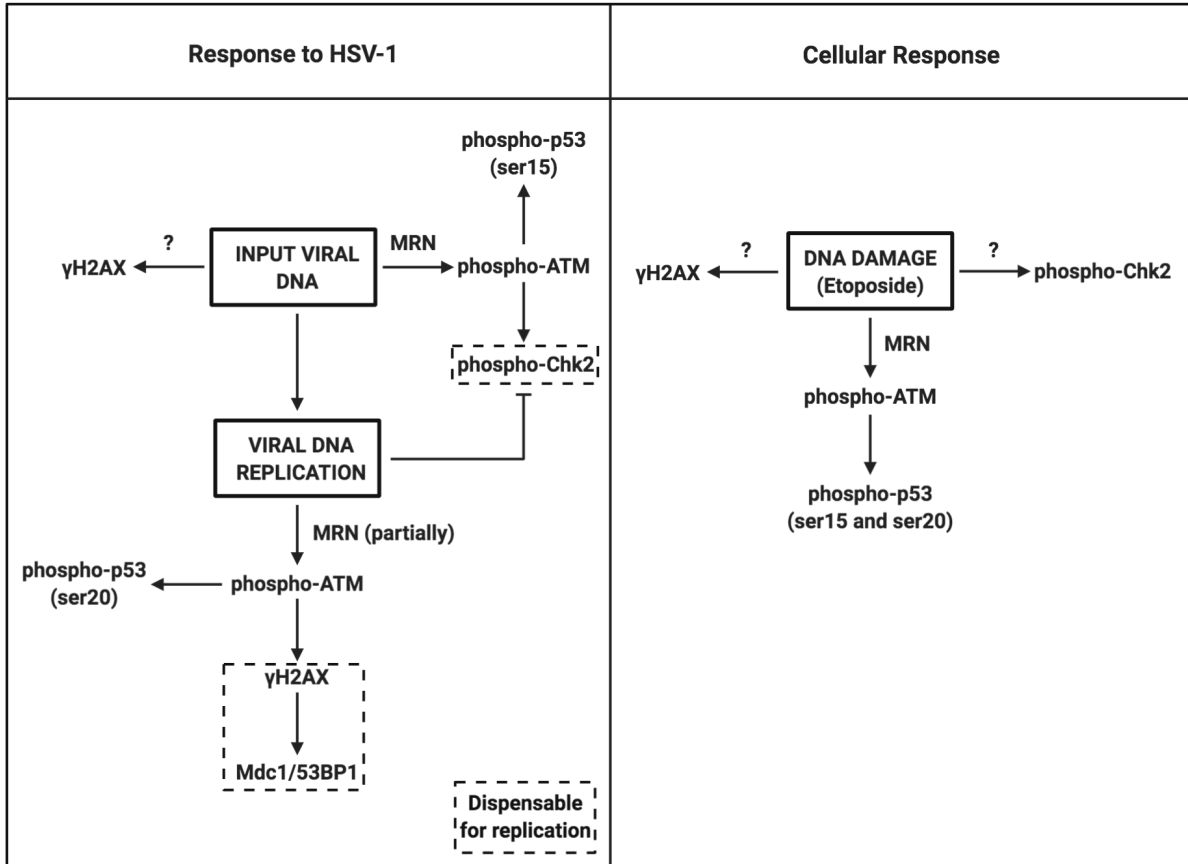 Response to HSV-1
phospho-p53
(ser15)
γH2AX
?
INPUT VIRAL
DNA
MRN
phospho-ATM
phospho-Chk2
VIRAL DNA
REPLICATION
MRN (partially)
phospho-p53
(ser20)
phospho-ATM
γH2AX
Mdc1/53BP1
Dispensable
for replication
Cellular Response
γH2AX
?
DNA DAMAGE
(Etoposide)
?
phospho-Chk2
MRN
phospho-ATM
phospho-p53
(ser15 and ser20)